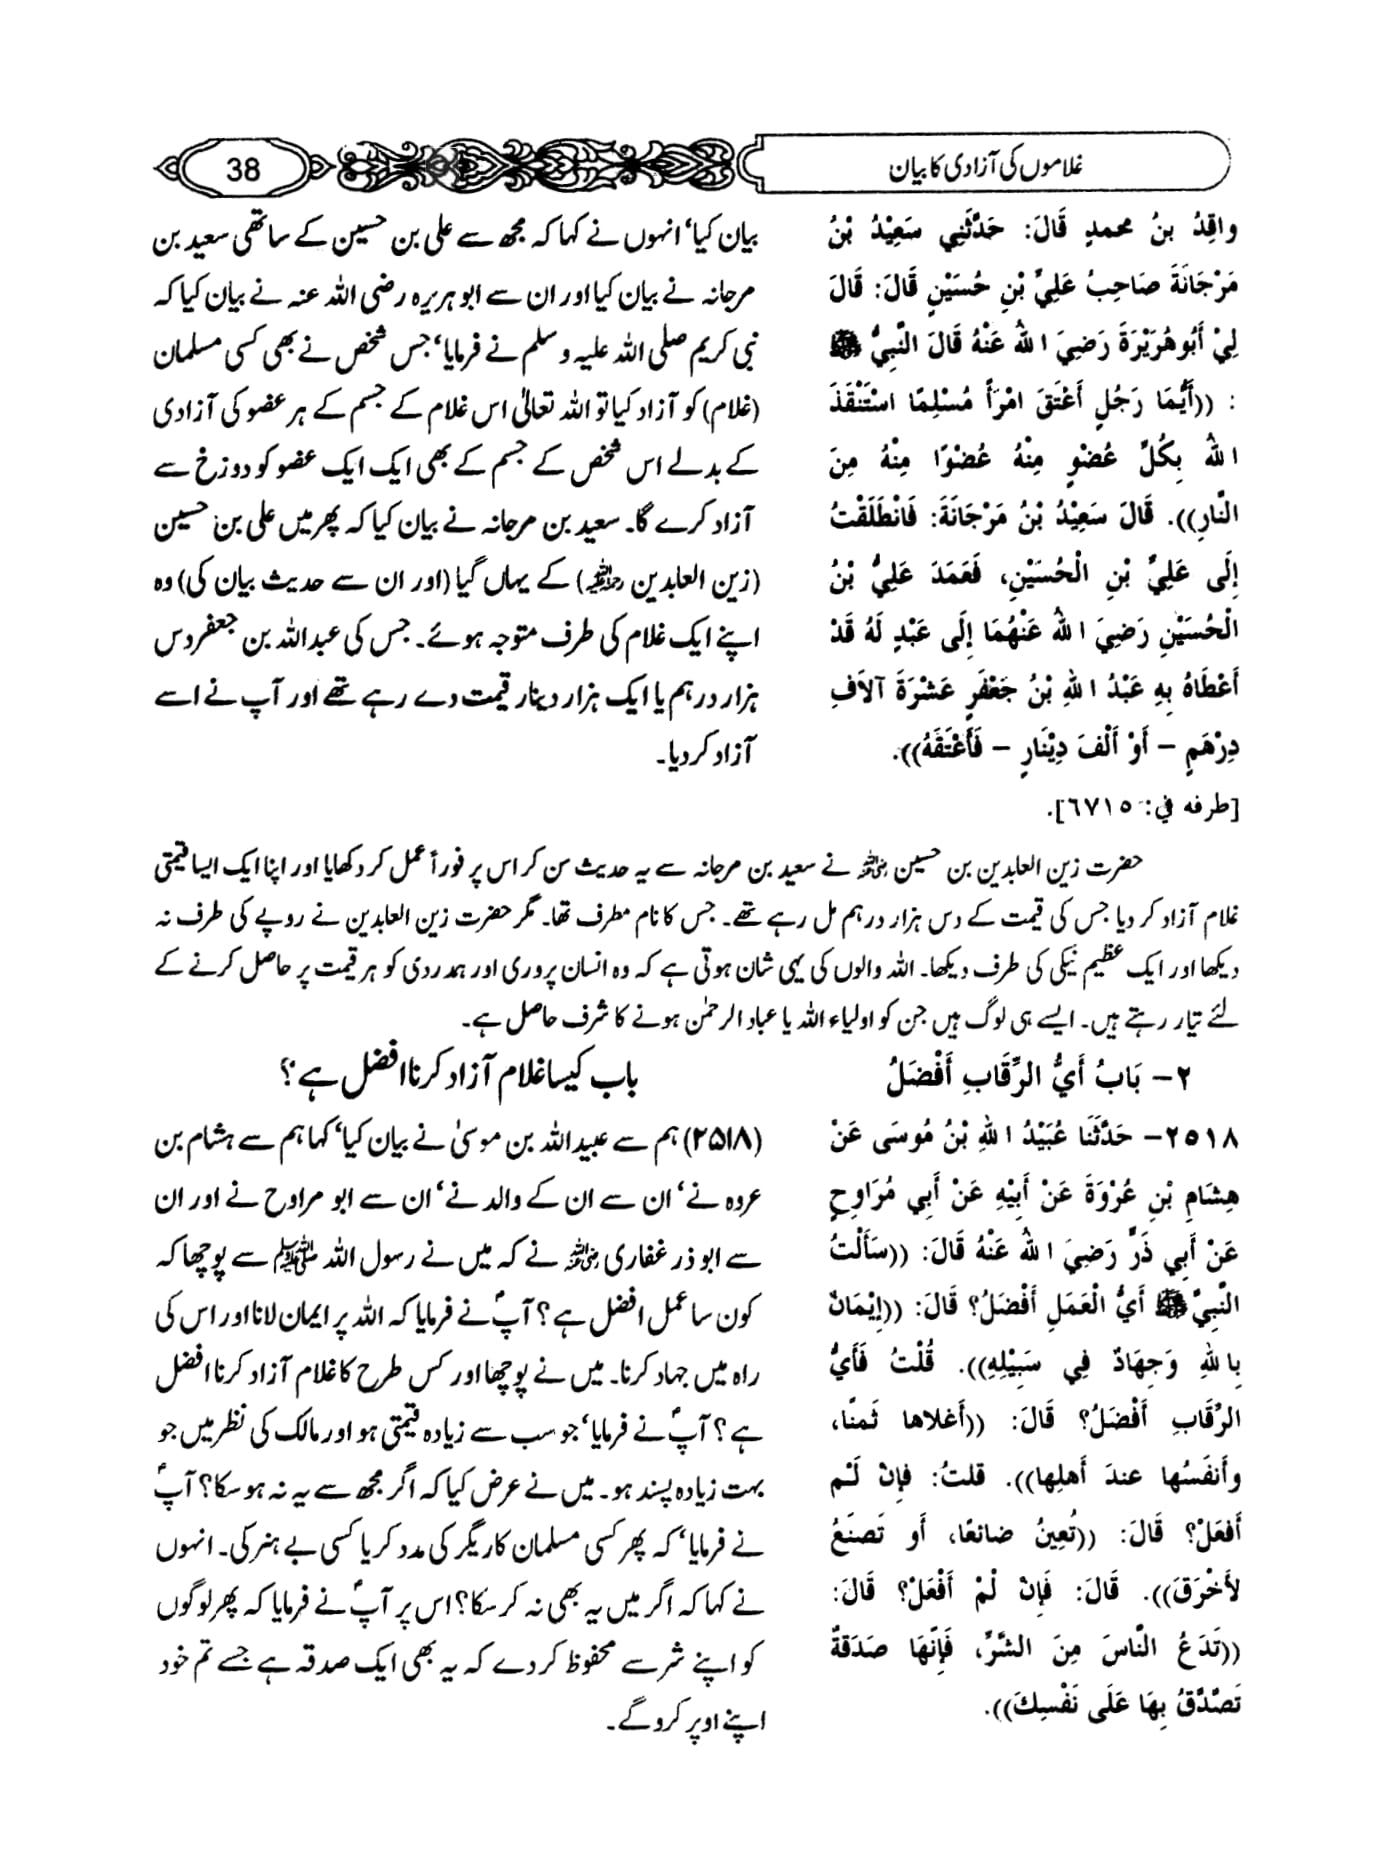 غلاموں کی آزادی کا بیان
38
واقِدُ بنُ محمدٍ قَالَ: حَدَّثَنِي سَعِيْدُ بْنُ
مَرْجَانَةَ صَاحِبُ عَلِيِّ بْنِ حُسَيْنٍ قَالَ: قَالَ
لِيْ أَبُوهُرَيْرَةَ رَضِيَ اللهُ عَنْهُ قَالَ النَّبِيُّ ﷺ
: ((أَيُّمَا رَجُلٍ أَعْتَقَ امْرَأً مُسْلِمًا اسْتَنْقَذَ
اللهُ بِكُلِّ عُضْوٍ مِنْهُ عُضْوًا مِنْهُ مِنَ
النَّارِ)). قَالَ سَعِيْدُ بْنُ مَرْجَانَةَ: فَانْطَلَقْتُ
إِلَى عَلِيِّ بْنِ الْحُسَيْنِ، فَعَمَدَ عَلِيُّ بْنُ
الْحُسَيْنِ رَضِيَ اللهُ عَنْهُمَا إِلَى عَبْدٍ لَهُ قَدْ
أَعْطَاهُ بِهِ عَبْدُ اللهِ بْنُ جَعْفَرٍ عَشْرَةَ آلَافِ
دِرْهَمٍ – أَوْ أَلْفَ دِيْنَارٍ – فَأَعْتَقَهُ)).
[طرفه في: ٦٧١٥].
بیان کیا‘ انہوں نے کہا کہ مجھ سے علی بن حسین کے ساتھی سعید بن
مرجانہ نے بیان کیا اور ان سے ابو ہریرہ رضی اللہ عنہ نے بیان کیا کہ
نبی کریم صلی اللہ علیہ وسلم نے فرمایا‘ جس شخص نے بھی کسی مسلمان
(غلام) کو آزاد کیا تو اللہ تعالیٰ اس غلام کے جسم کے ہر عضو کی آزادی
کے بدلے اس شخص کے جسم کے بھی ایک ایک عضو کو دوزخ سے
آزاد کرے گا۔ سعید بن مرجانہ نے بیان کیا کہ پھر میں علی بن حسین
(زین العابدین رحمہ اللہ) کے یہاں گیا (اور ان سے حدیث بیان کی) وہ
اپنے ایک غلام کی طرف متوجہ ہوئے۔ جس کی عبداللہ بن جعفر دس
ہزار درہم یا ایک ہزار دینار قیمت دے رہے تھے اور آپ نے اسے
آزاد کر دیا۔
حضرت زین العابدین بن حسین رضی اللہ عنہ نے سعید بن مرجانہ سے یہ حدیث سن کر اس پر فوراً عمل کر دکھایا اور اپنا ایک ایسا قیمتی
غلام آزاد کر دیا جس کی قیمت کے دس ہزار درہم مل رہے تھے۔ جس کا نام مطرف تھا۔ مگر حضرت زین العابدین نے روپے کی طرف نہ
دیکھا اور ایک عظیم نیکی کی طرف دیکھا۔ اللہ والوں کی یہی شان ہوتی ہے کہ وہ انسان پروری اور ہمدردی کو ہر قیمت پر حاصل کرنے کے
لئے تیار رہتے ہیں۔ ایسے ہی لوگ ہیں جن کو اولیاء اللہ یا عباد الرحمٰن ہونے کا شرف حاصل ہے۔
٢– بَابُ أَيُّ الرِّقَابِ أَفْضَلُ
باب کیسا غلام آزاد کرنا افضل ہے؟
٢٥١٨– حَدَّثَنَا عُبَيْدُ اللهِ بْنُ مُوسَى عَنْ
هِشَامِ بْنِ عُرْوَةَ عَنْ أَبِيْهِ عَنْ أَبِي مُرَاوِحٍ
عَنْ أَبِي ذَرٍّ رَضِيَ اللهُ عَنْهُ قَالَ: ((سَأَلْتُ
النَّبِيَّ ﷺ أَيُّ الْعَمَلِ أَفْضَلُ؟ قَالَ: ((إِيْمَانٌ
بِاللهِ وَجِهَادٌ فِي سَبِيْلِهِ)). قُلْتُ فَأَيُّ
الرِّقَابِ أَفْضَلُ؟ قَالَ: ((أَغلاها ثَمنًا،
وأَنفَسُها عندَ أهلِها)). قلتُ: فإِنْ لَمْ
أَفعَلْ؟ قَالَ: ((تُعِينُ ضائعًا، أو تَصنَعُ
لأَخْرَقَ)). قَالَ: فَإِنْ لَمْ أَفْعَلْ؟ قَالَ:
((تَدَعُ النَّاسَ مِنَ الشَّرِّ، فَإِنَّهَا صَدَقةٌ
تَصَّدَّقُ بِهَا عَلَى نَفْسِكَ)).
(۲۵۱۸) ہم سے عبیداللہ بن موسیٰ نے بیان کیا‘ کہا ہم سے ہشام بن
عروہ نے‘ ان سے ان کے والد نے‘ ان سے ابو مراوح نے اور ان
سے ابوذر غفاری رضی اللہ عنہ نے کہ میں نے رسول اللہ ﷺ سے پوچھا کہ
کون سا عمل افضل ہے؟ آپؐ نے فرمایا کہ اللہ پر ایمان لانا اور اس کی
راہ میں جہاد کرنا۔ میں نے پوچھا اور کس طرح کا غلام آزاد کرنا افضل
ہے؟ آپؐ نے فرمایا‘ جو سب سے زیادہ قیمتی ہو اور مالک کی نظر میں جو
بہت زیادہ پسند ہو۔ میں نے عرض کیا کہ اگر مجھ سے یہ نہ ہو سکا؟ آپؐ
نے فرمایا‘ کہ پھر کسی مسلمان کاریگر کی مدد کر یا کسی بے ہنر کی۔ انہوں
نے کہا کہ اگر میں یہ بھی نہ کر سکا؟ اس پر آپؐ نے فرمایا کہ پھر لوگوں
کو اپنے شر سے محفوظ کر دے کہ یہ بھی ایک صدقہ ہے جسے تم خود
اپنے اوپر کرو گے۔